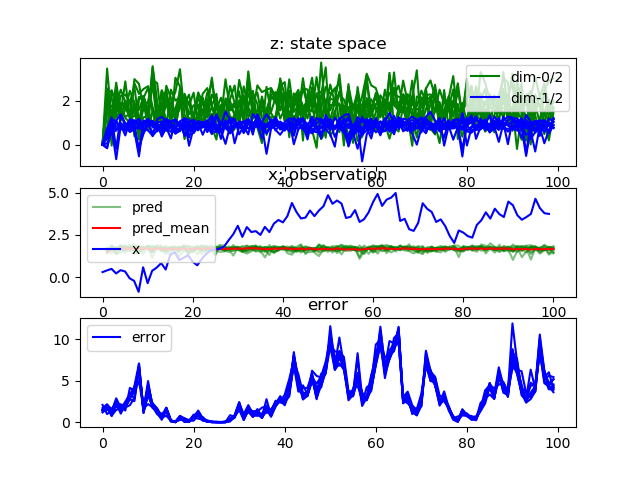 z: state space
2
0
dim-0/2
dim-1/2
0 20 40 60 80 100
x: observation
5.0
2.5
0.0
pred
pred_mean
x
0 20 40 60 80 100
error
10
5
0
error
0 20 40 60 80 100